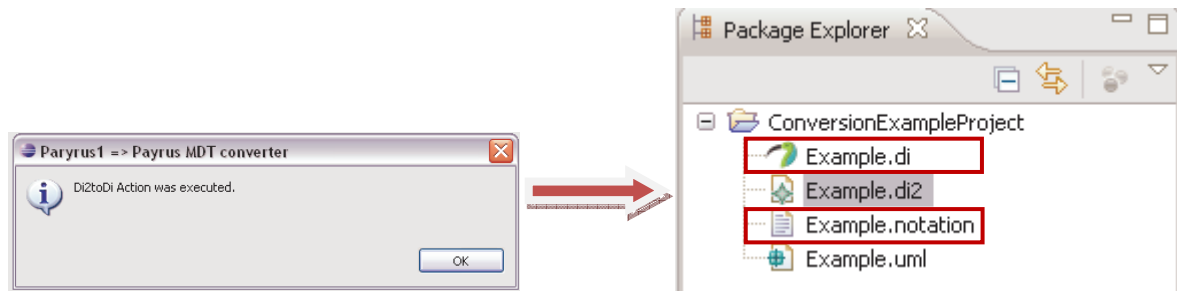 Paryrus1 => Payrus MDT converter
Di2toDi Action was executed.
OK
Package Explorer
ConversionExampleProject
Example.di
Example.di2
Example.notation
Example.uml